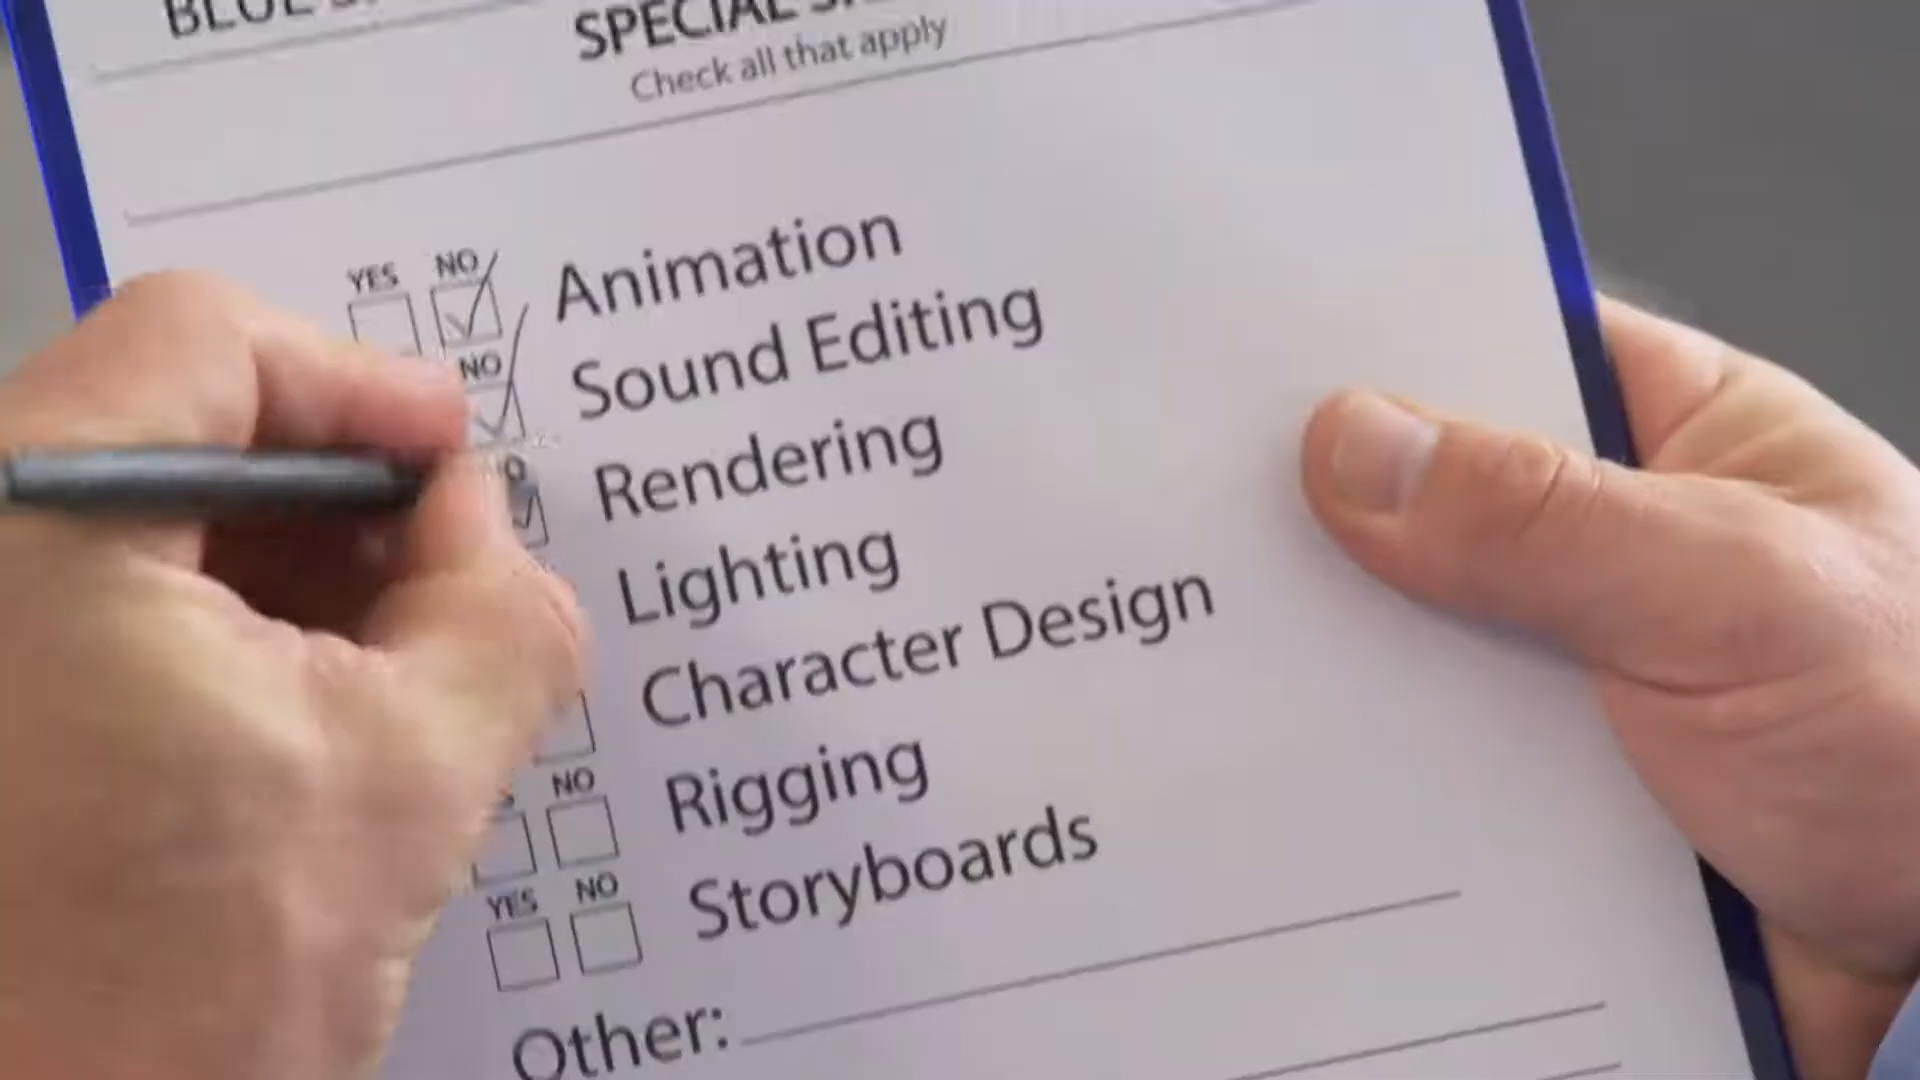 BLUE
SPECIAL
Check all that apply
YES NO Animation
NO Sound Editing
Rendering
Lighting
Character Design
NO Rigging
YES NO Storyboards
Other: